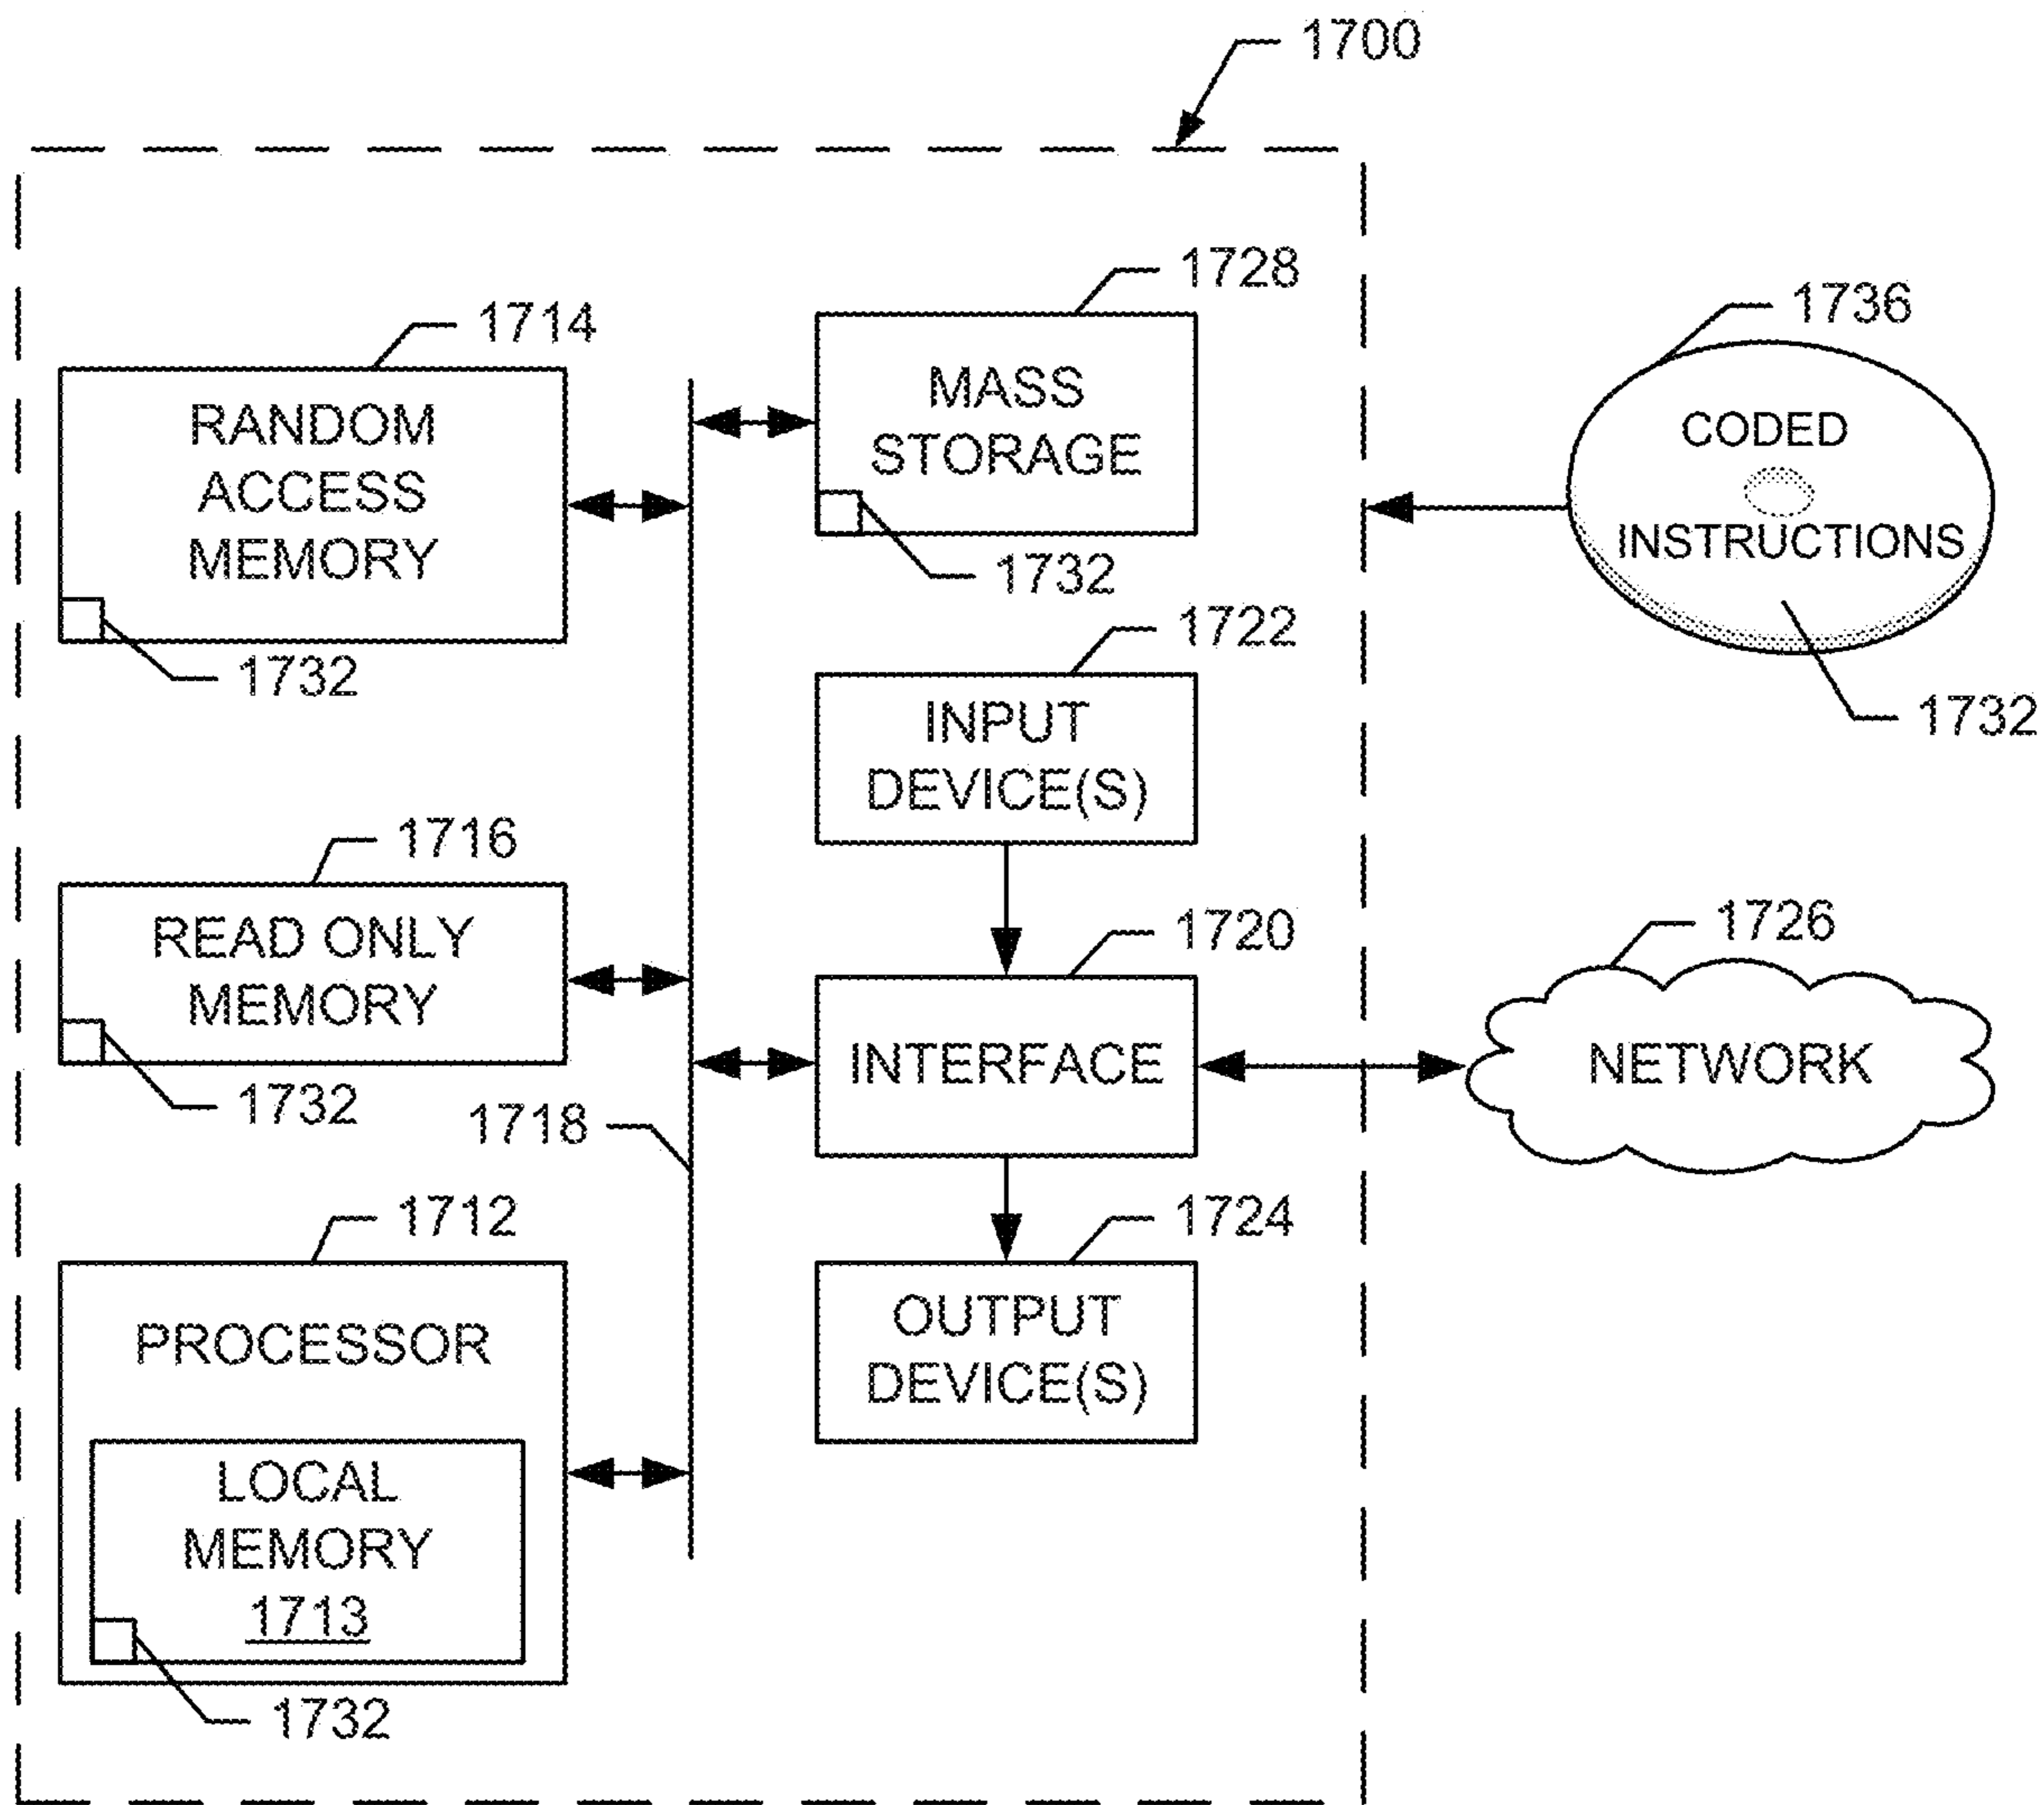 1700
1728
1714
1736
MASS
STORAGE
RANDOM
ACCESS
MEMORY
CODED
INSTRUCTIONS
1732
1732
1722
1732
INPUT
DEVICE(S)
1716
1720
1726
READ ONLY
MEMORY
INTERFACE
NETWORK
1732
1718
1712
1724
PROCESSOR
OUTPUT
DEVICE(S)
LOCAL
MEMORY
1713
1732